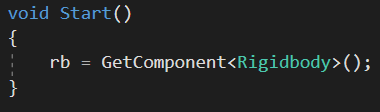 void Start()
{
    rb = GetComponent<Rigidbody>();
}